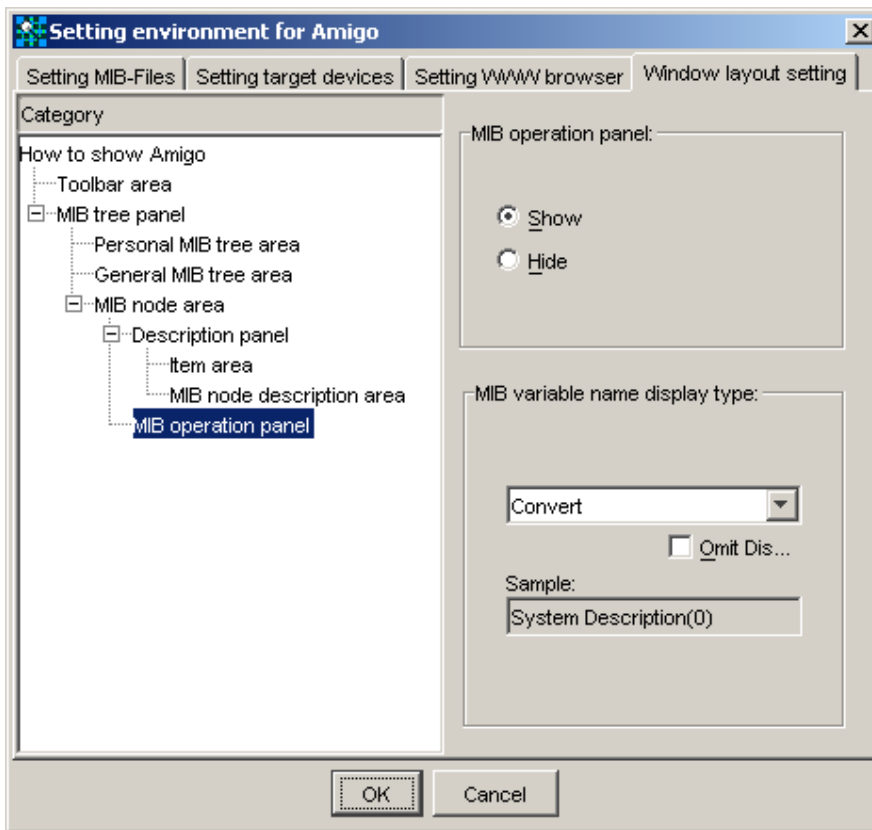 Setting environment for Amigo
Setting MIB-Files Setting target devices Setting WWW browser Window layout setting
Category
How to show Amigo
Toolbar area
MIB tree panel
Personal MIB tree area
General MIB tree area
MIB node area
Description panel
Item area
MIB node description area
MIB operation panel
MIB operation panel:
Show
Hide
MIB variable name display type:
Convert
Omit Dis...
Sample:
System Description(0)
OK Cancel